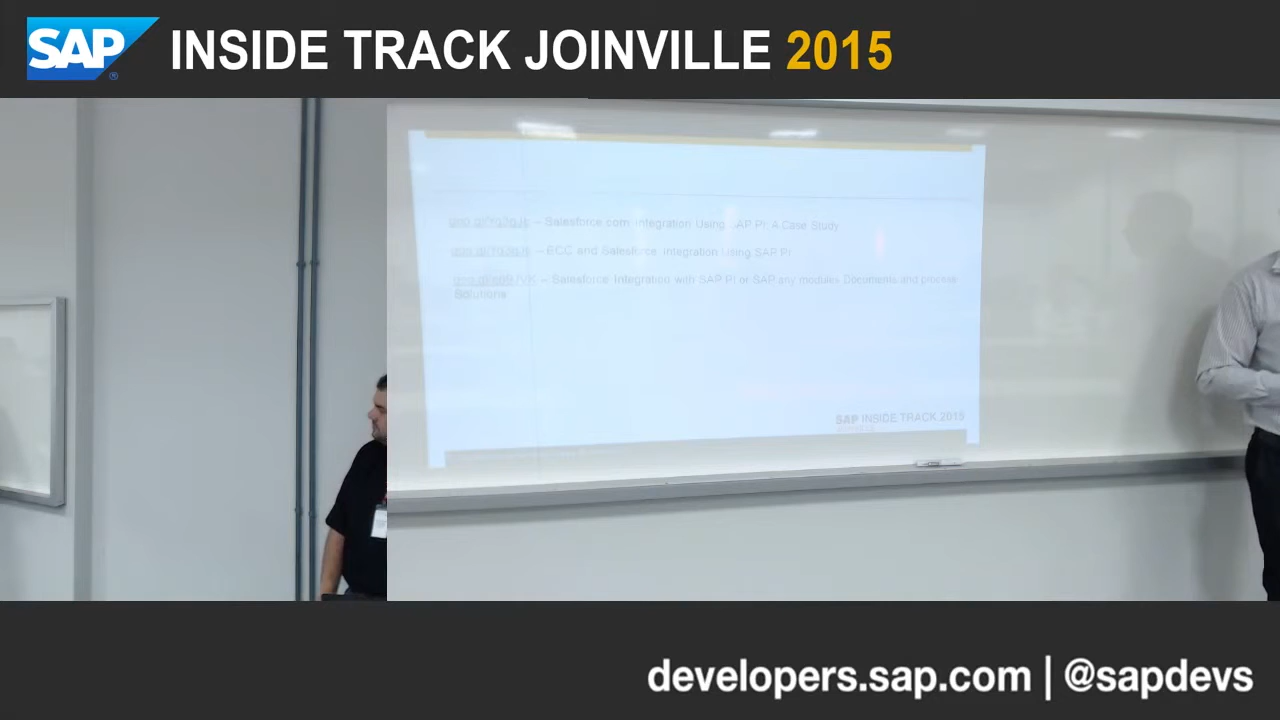 SAP INSIDE TRACK JOINVILLE 2015
– Salesforce.com Integration Using SAP PI: A Case Study
– ECC and Salesforce Integration Using SAP PI
– Salesforce Integration with SAP PI or SAP any modules Documents and process
Solutions
SAP INSIDE TRACK 2015
developers.sap.com | @sapdevs